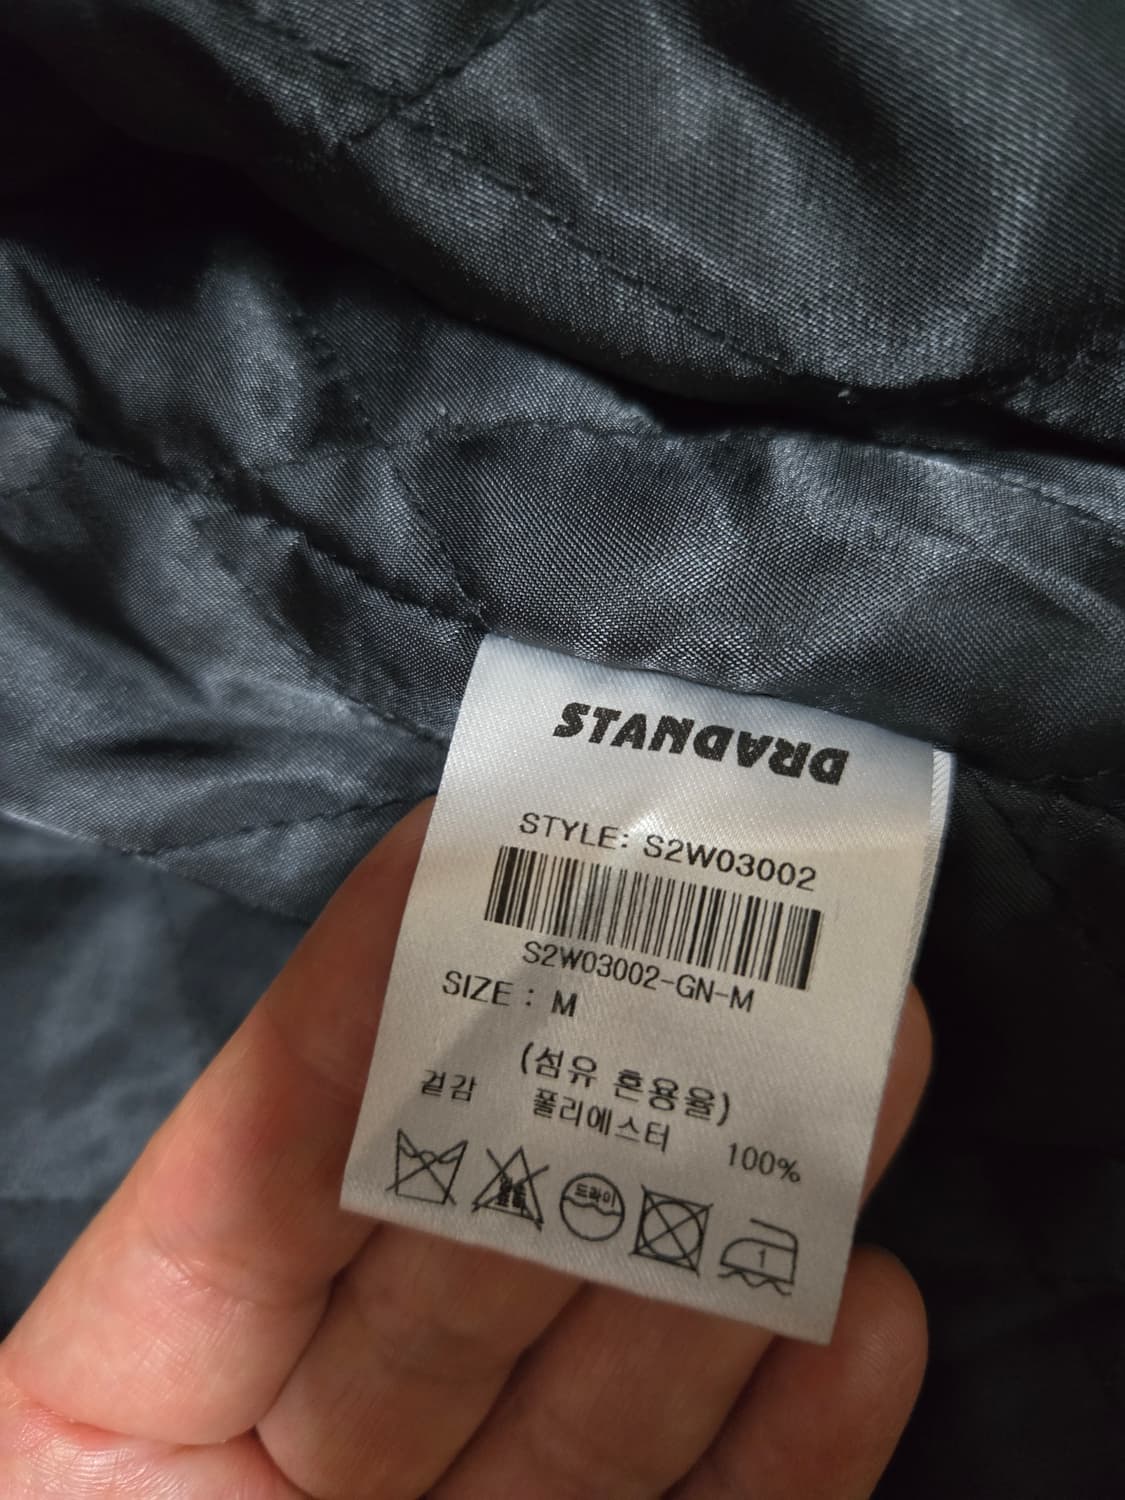 STYLE: S2W03002
S2W03002-GN-M
SIZE : M
(섬유 혼용율)
겉감 폴리에스터 100%
드라이
1